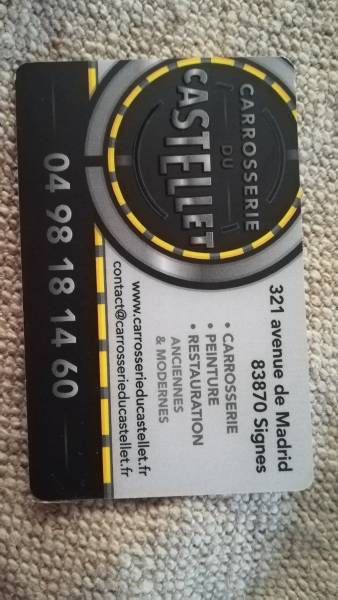 CARROSSERIE
DU
CASTELLET
321 avenue de Madrid
83870 Signes
• CARROSSERIE
• PEINTURE
• RESTAURATION
ANCIENNES
& MODERNES
www.carrosserieducastellet.fr
contact@carrosserieducastellet.fr
04 98 18 14 60